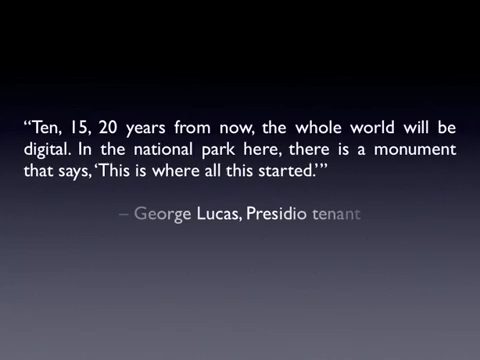 “Ten, 15, 20 years from now, the whole world will be
digital. In the national park here, there is a monument
that says, ‘This is where all this started.’”
– George Lucas, Presidio tenant